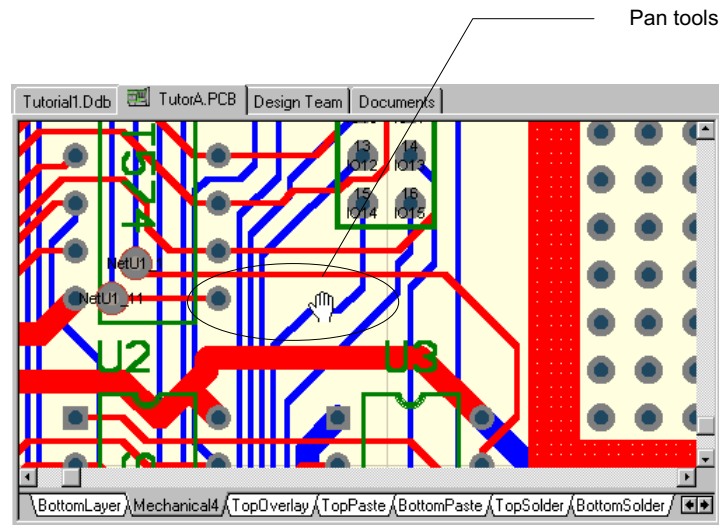 Pan tools
Tutorial1.Ddb TutorA.PCB Design Team Documents
13 14
IO12 IO13
15 16
IO14 IO15
NetU1_1
NetU1_11
U2 U3
BottomLayer Mechanical4 TopOverlay TopPaste BottomPaste TopSolder BottomSolder